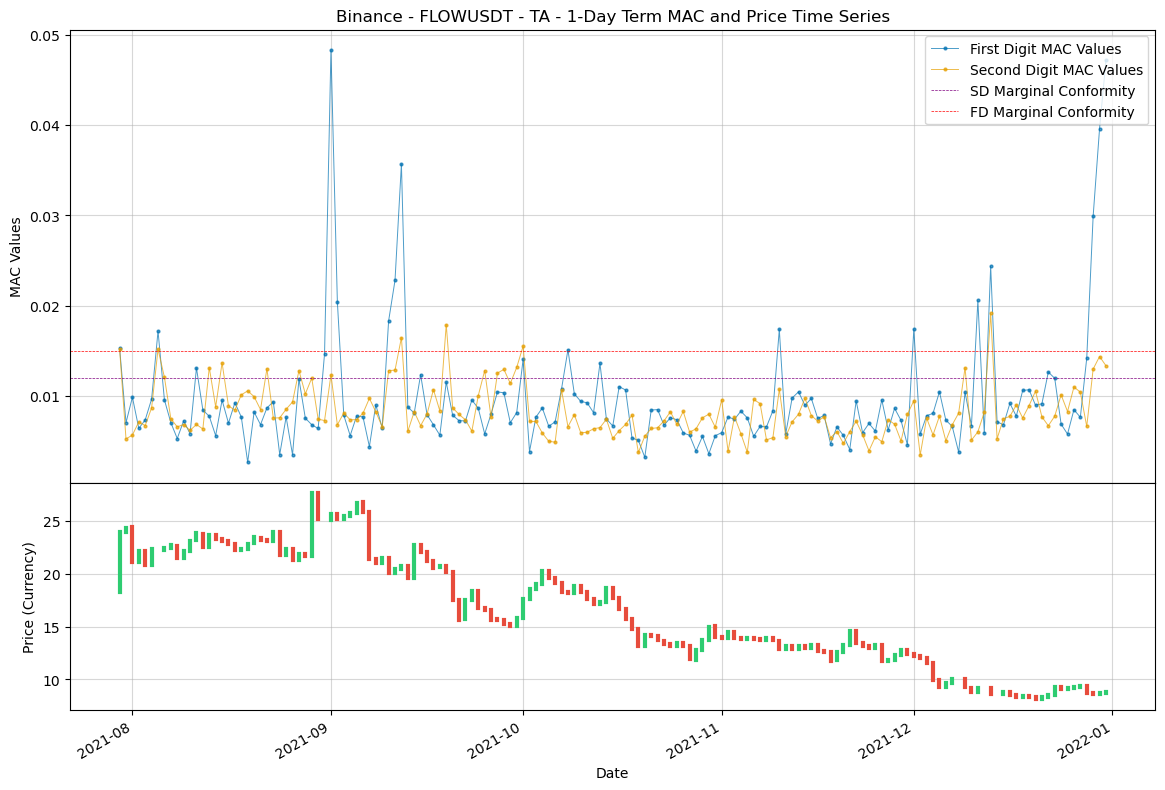 Binance - FLOWUSDT - TA - 1-Day Term MAC and Price Time Series
First Digit MAC Values
Second Digit MAC Values
SD Marginal Conformity
FD Marginal Conformity
MAC Values
0.05
0.04
0.03
0.02
0.01
Price (Currency)
25
20
15
10
2021-08
2021-09
2021-10
2021-11
2021-12
2022-01
Date